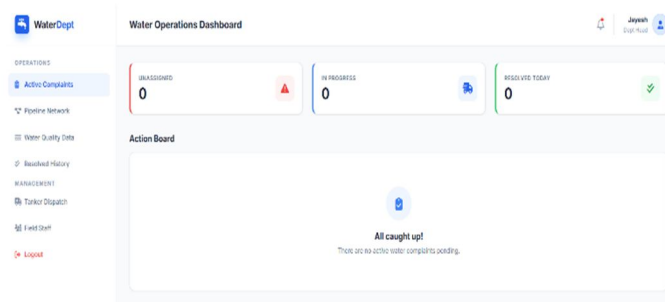 WaterDept
Water Operations Dashboard
Jayesh
Dept Head
OPERATIONS
Active Complaints
Pipeline Network
Water Quality Data
Resolved History
MANAGEMENT
Tanker Dispatch
Field Staff
Logout
UNASSIGNED
0
IN PROGRESS
0
RESOLVED TODAY
0
Action Board
All caught up!
There are no active water complaints pending.